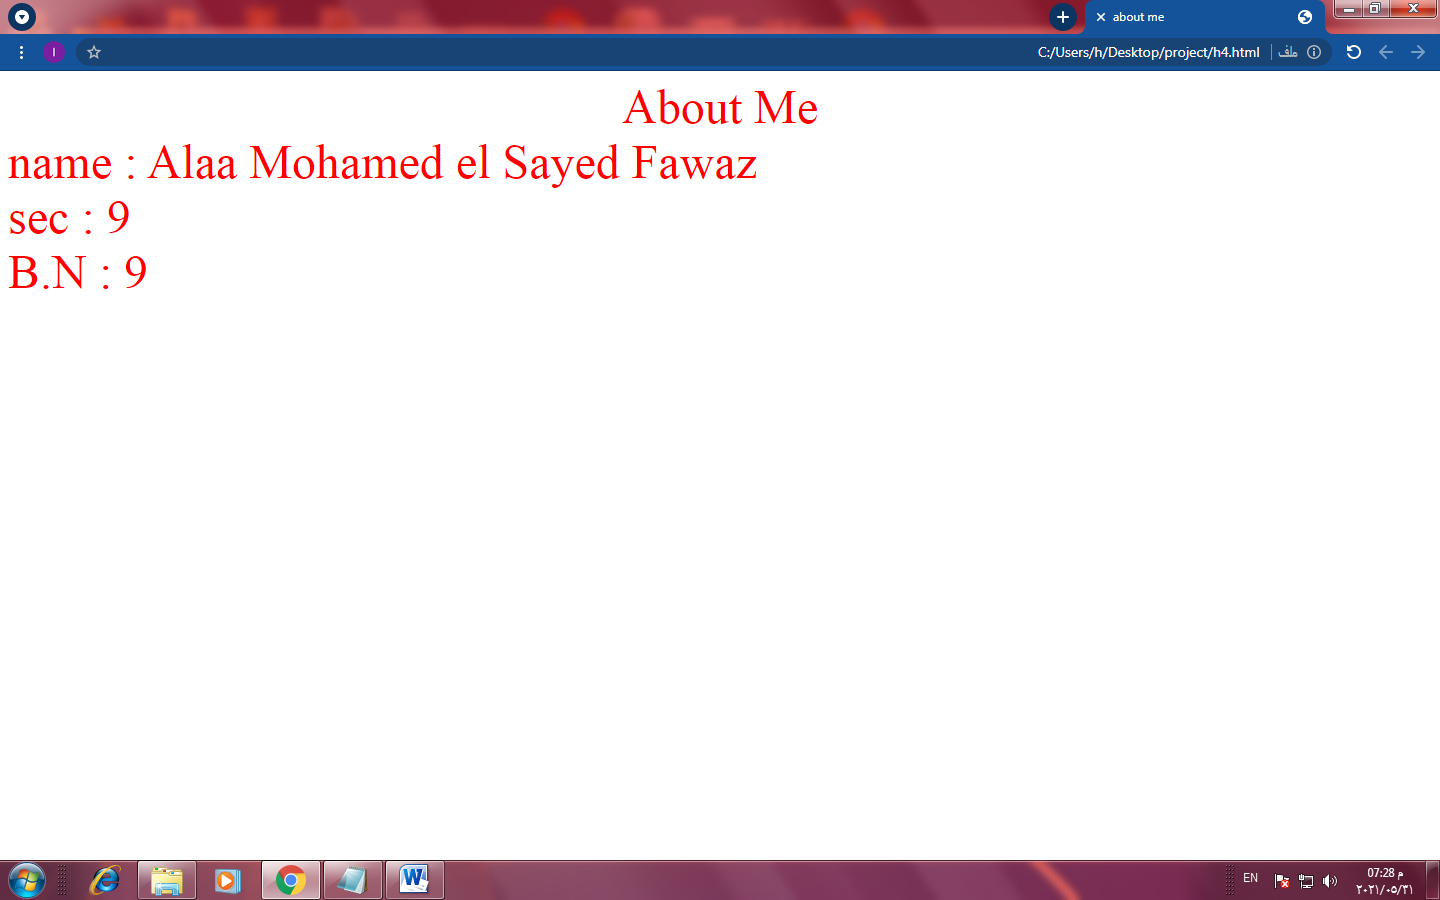 about me
I
C:/Users/h/Desktop/project/h4.html
ملف
About Me
name : Alaa Mohamed el Sayed Fawaz
sec : 9
B.N : 9
EN
07:28 م
٢٠٢١/٠٥/٣١